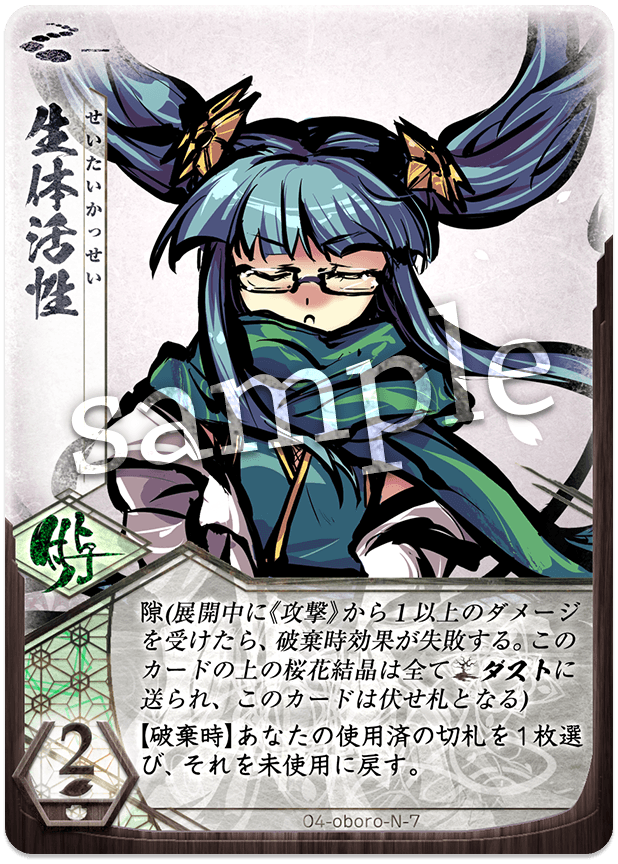 生体活性
せいたいかっせい
sample
隙(展開中に《攻撃》から1以上のダメージ
を受けたら、破棄時効果が失敗する。この
カードの上の桜花結晶は全てダストに
送られ、このカードは伏せ札となる)
【破棄時】あなたの使用済の切札を1枚選
び、それを未使用に戻す。
2
04-oboro-N-7